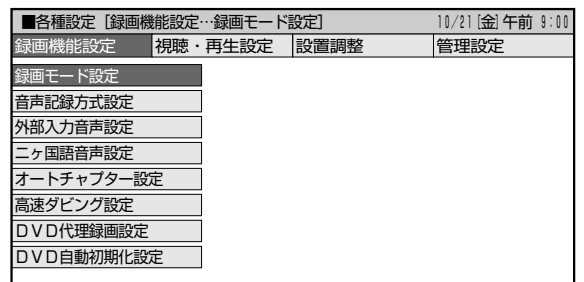 ■各種設定［録画機能設定…録画モード設定］ 10/21[金]午前 9:00
録画機能設定 視聴・再生設定 設置調整 管理設定
録画モード設定
音声記録方式設定
外部入力音声設定
二ヶ国語音声設定
オートチャプター設定
高速ダビング設定
ＤＶＤ代理録画設定
ＤＶＤ自動初期化設定